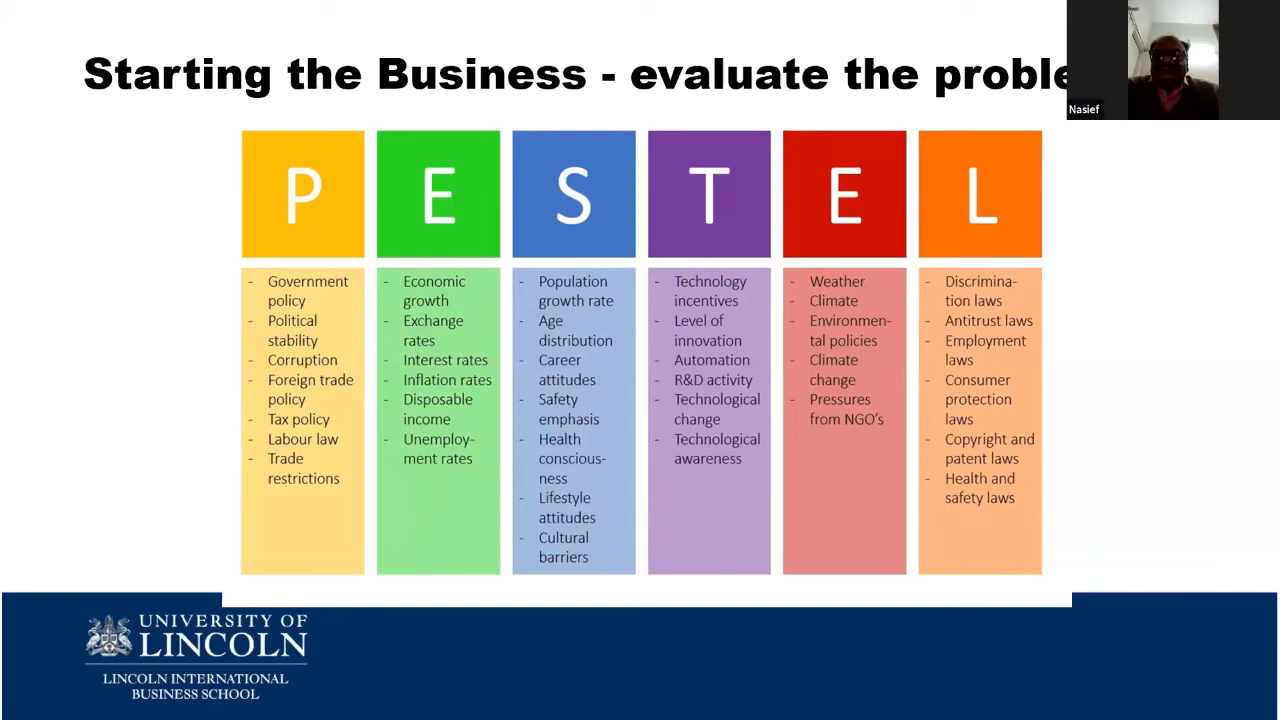 Starting the Business - evaluate the proble
Nasief
P
E
S
T
E
L
- Government
policy
- Political
stability
- Corruption
- Foreign trade
policy
- Tax policy
- Labour law
- Trade
restrictions
- Economic
growth
- Exchange
rates
- Interest rates
- Inflation rates
- Disposable
income
- Unemploy-
ment rates
- Population
growth rate
- Age
distribution
- Career
attitudes
- Safety
emphasis
- Health
conscious-
ness
- Lifestyle
attitudes
- Cultural
barriers
- Technology
incentives
- Level of
innovation
- Automation
- R&D activity
- Technological
change
- Technological
awareness
- Weather
- Climate
- Environmen-
tal policies
- Climate
change
- Pressures
from NGO's
- Discrimina-
tion laws
- Antitrust laws
- Employment
laws
- Consumer
protection
laws
- Copyright and
patent laws
- Health and
safety laws
UNIVERSITY OF
LINCOLN
LINCOLN INTERNATIONAL
BUSINESS SCHOOL